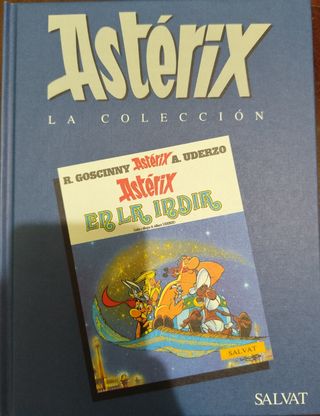 Astérix
LA COLECCIÓN
R. GOSCINNY Astérix A. UDERZO
Astérix
EN LA INDIA
SALVAT
SALVAT